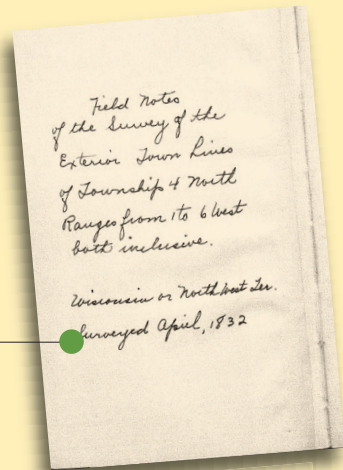 Field Notes
of the Survey of the
Exterior Town Lines
of Township 4 North
Ranges from 1 to 6 West
both inclusive.
Wisconsin or North West Ter.
Surveyed April, 1832